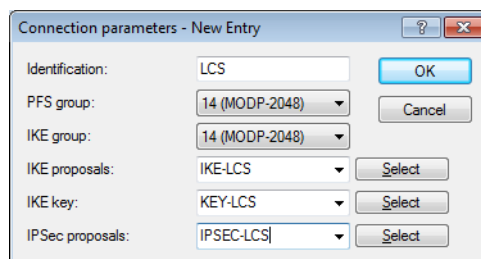 Connection parameters - New Entry
Identification: LCS OK
PFS group: 14 (MODP-2048) Cancel
IKE group: 14 (MODP-2048)
IKE proposals: IKE-LCS Select
IKE key: KEY-LCS Select
IPSec proposals: IPSEC-LCS Select